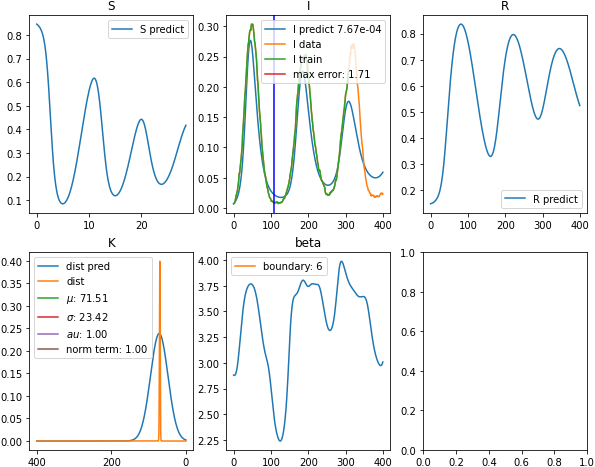 S
S predict
0.8
0.7
0.6
0.5
0.4
0.3
0.2
0.1
0 10 20
I
I predict 7.67e-04
I data
I train
max error: 1.71
0.30
0.25
0.20
0.15
0.10
0.05
0.00
0 100 200 300 400
R
0.8
0.7
0.6
0.5
0.4
0.3
0.2
R predict
0 100 200 300 400
K
dist pred
dist
μ: 71.51
σ: 23.42
au: 1.00
norm term: 1.00
0.40
0.35
0.30
0.25
0.20
0.15
0.10
0.05
0.00
400 200 0
beta
boundary: 6
4.00
3.75
3.50
3.25
3.00
2.75
2.50
2.25
0 100 200 300 400
1.0
0.8
0.6
0.4
0.2
0.0
0.0 0.2 0.4 0.6 0.8 1.0